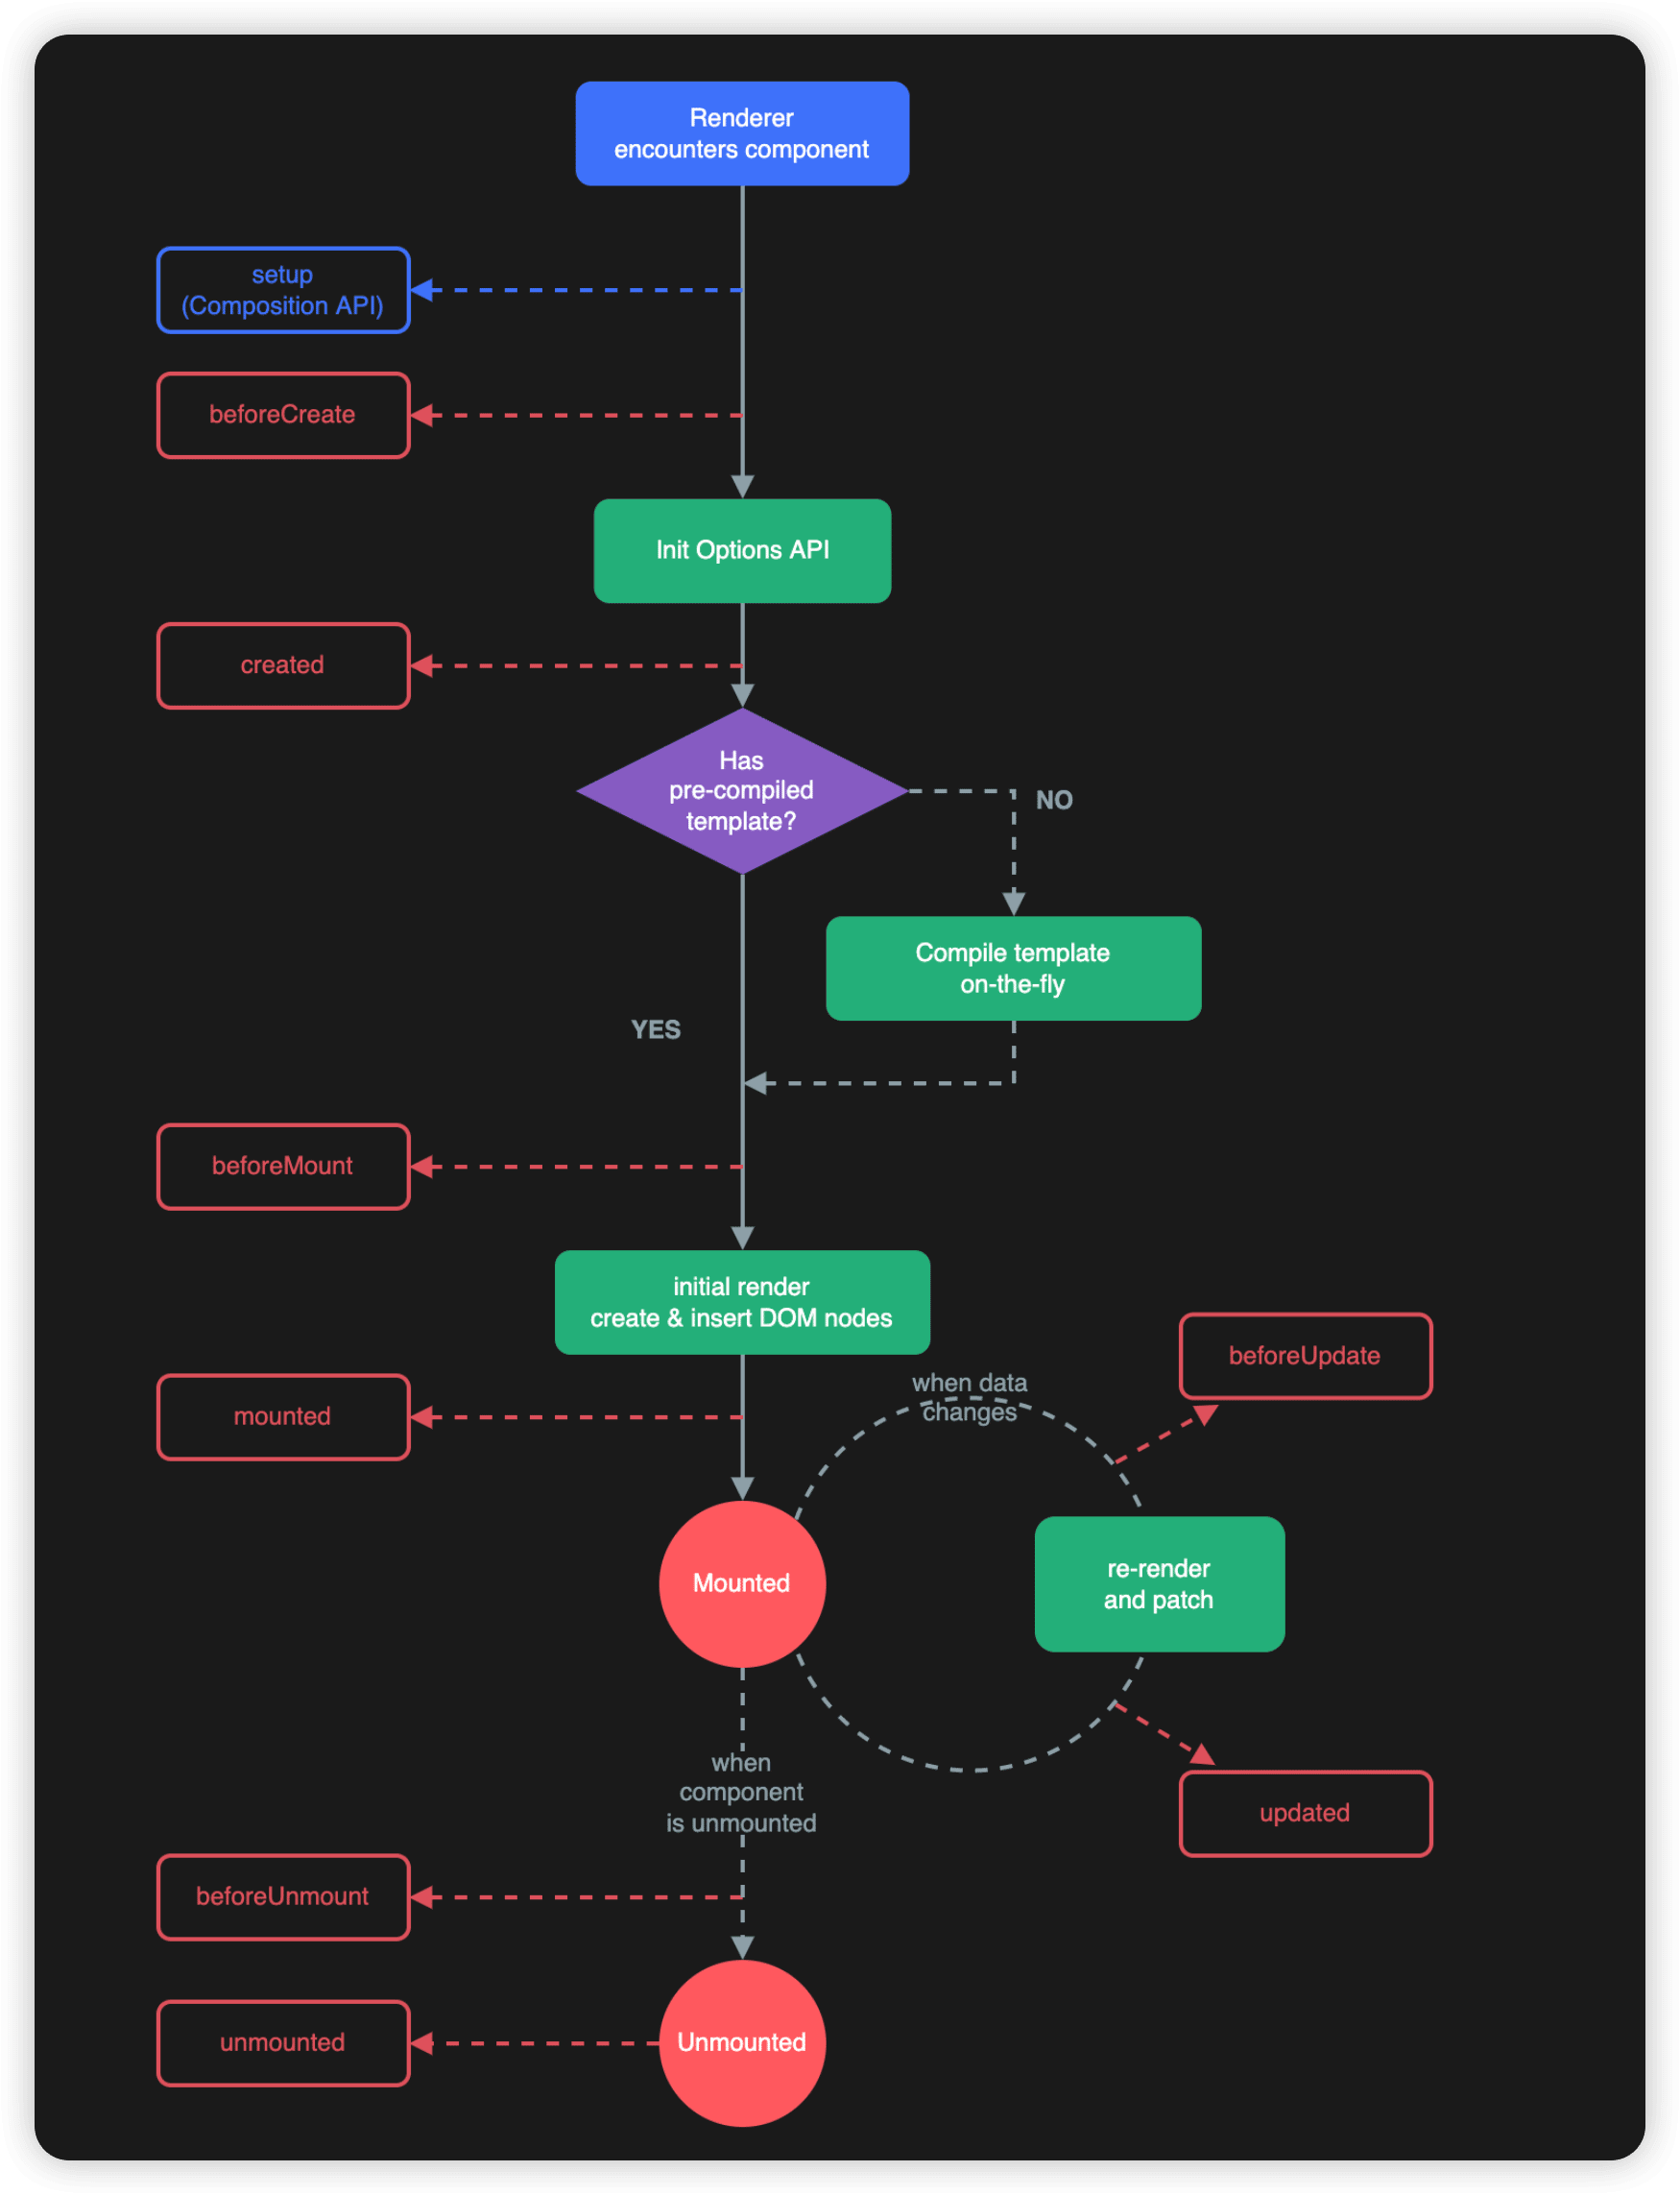 Renderer
encounters component
setup
(Composition API)
beforeCreate
Init Options API
created
Has
pre-compiled
template?
NO
Compile template
on-the-fly
YES
beforeMount
initial render
create & insert DOM nodes
beforeUpdate
when data
changes
mounted
re-render
and patch
Mounted
when
component
is unmounted
updated
beforeUnmount
unmounted
Unmounted